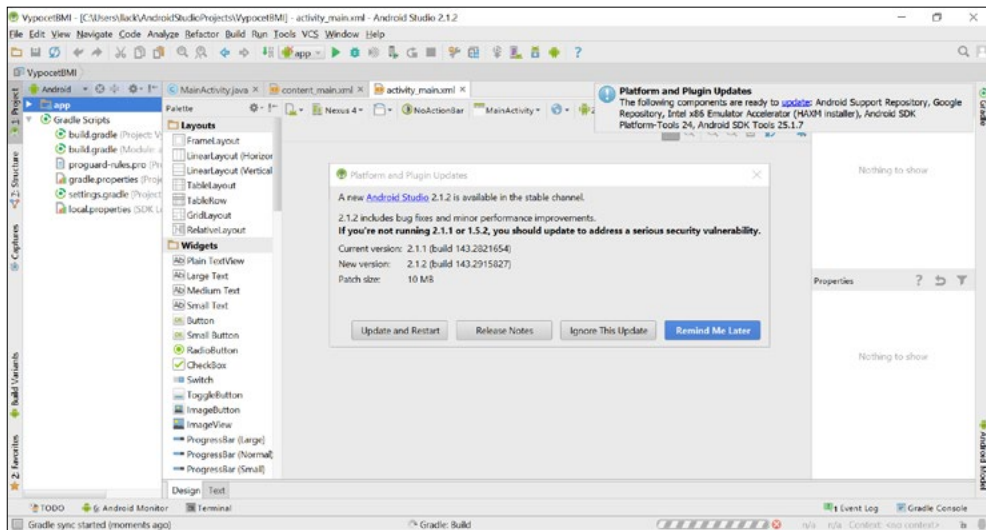 VypocetBMI - [C:\Users\llack\AndroidStudioProjects\VypocetBMI] - activity_main.xml - Android Studio 2.1.2
File Edit View Navigate Code Analyze Refactor Build Run Tools VCS Window Help
app
VypocetBMI
Android
MainActivity.java
content_main.xml
activity_main.xml
1: Project
Structure
Captures
Build Variants
2: Favorites
app
Gradle Scripts
build.gradle (Project: V
build.gradle (Module: a
proguard-rules.pro (Pr
gradle.properties (Proj
settings.gradle (Project
local.properties (SDK L
Palette
Layouts
FrameLayout
LinearLayout (Horizon
LinearLayout (Vertical
TableLayout
TableRow
GridLayout
RelativeLayout
Widgets
Plain TextView
Large Text
Medium Text
Small Text
Button
Small Button
RadioButton
CheckBox
Switch
ToggleButton
ImageButton
ImageView
ProgressBar (Large)
ProgressBar (Normal)
ProgressBar (Small)
Nexus 4
NoActionBar
MainActivity
Platform and Plugin Updates
The following components are ready to update: Android Support Repository, Google
Repository, Intel x86 Emulator Accelerator (HAXM installer), Android SDK
Platform-Tools 24, Android SDK Tools 25.1.7
Platform and Plugin Updates
A new Android Studio 2.1.2 is available in the stable channel.
2.1.2 includes bug fixes and minor performance improvements.
If you're not running 2.1.1 or 1.5.2, you should update to address a serious security vulnerability.
Current version: 2.1.1 (build 143.2821654)
New version: 2.1.2 (build 143.2915827)
Patch size: 10 MB
Update and Restart
Release Notes
Ignore This Update
Remind Me Later
Nothing to show
Properties
Nothing to show
Gradle
Android Model
Design Text
TODO
6: Android Monitor
Terminal
1 Event Log
Gradle Console
Gradle sync started (moments ago)
Gradle: Build
n/a n/a Context: <no context>